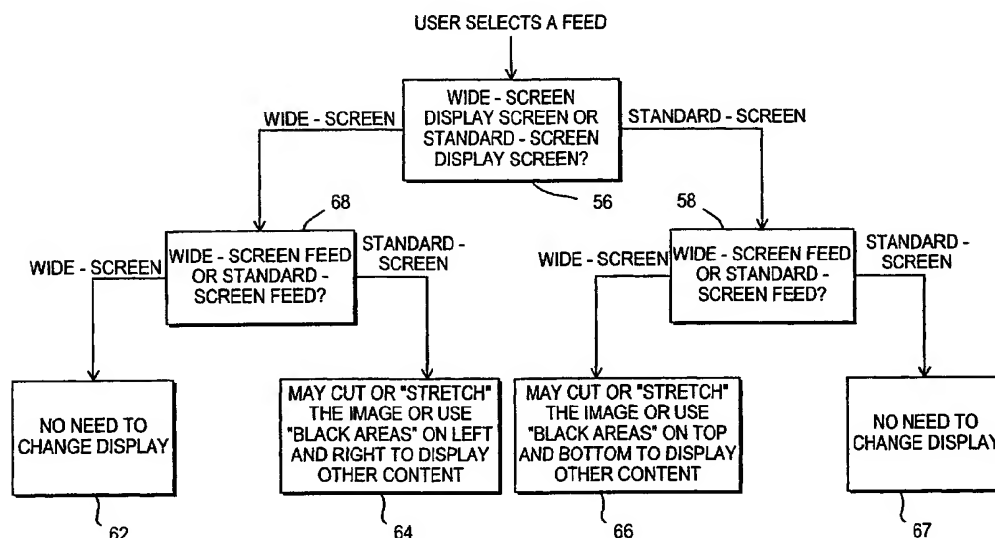 USER SELECTS A FEED
WIDE - SCREEN
DISPLAY SCREEN OR
STANDARD - SCREEN
DISPLAY SCREEN?
WIDE - SCREEN
STANDARD - SCREEN
56
68
58
WIDE - SCREEN FEED
OR STANDARD -
SCREEN FEED?
WIDE - SCREEN
STANDARD -
SCREEN
WIDE - SCREEN FEED
OR STANDARD -
SCREEN FEED?
WIDE - SCREEN
STANDARD -
SCREEN
NO NEED TO
CHANGE DISPLAY
MAY CUT OR "STRETCH"
THE IMAGE OR USE
"BLACK AREAS" ON LEFT
AND RIGHT TO DISPLAY
OTHER CONTENT
MAY CUT OR "STRETCH"
THE IMAGE OR USE
"BLACK AREAS" ON TOP
AND BOTTOM TO DISPLAY
OTHER CONTENT
NO NEED TO
CHANGE DISPLAY
62
64
66
67